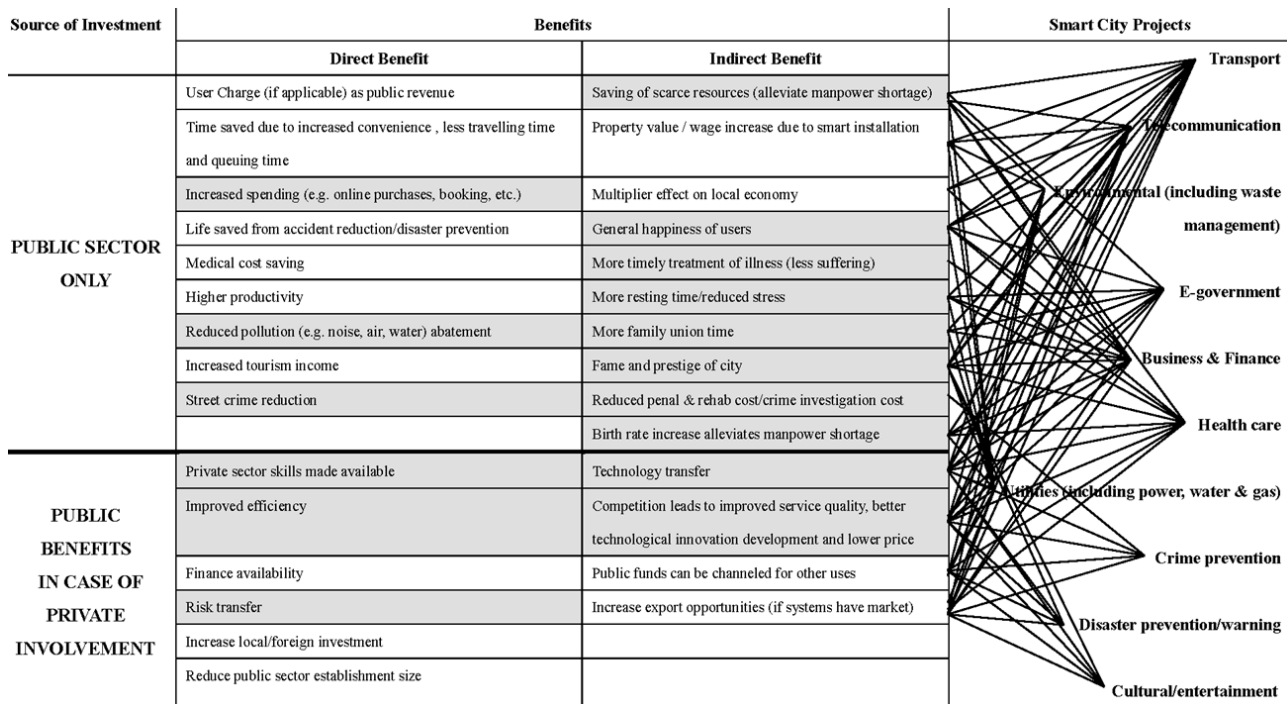 Source of Investment
Benefits
Smart City Projects
Direct Benefit
Indirect Benefit
PUBLIC SECTOR
ONLY
User Charge (if applicable) as public revenue
Saving of scarce resources (alleviate manpower shortage)
Time saved due to increased convenience , less travelling time
and queuing time
Property value / wage increase due to smart installation
Increased spending (e.g. online purchases, booking, etc.)
Multiplier effect on local economy
Life saved from accident reduction/disaster prevention
General happiness of users
Medical cost saving
More timely treatment of illness (less suffering)
Higher productivity
More resting time/reduced stress
Reduced pollution (e.g. noise, air, water) abatement
More family union time
Increased tourism income
Fame and prestige of city
Street crime reduction
Reduced penal & rehab cost/crime investigation cost
Birth rate increase alleviates manpower shortage
PUBLIC
BENEFITS
IN CASE OF
PRIVATE
INVOLVEMENT
Private sector skills made available
Technology transfer
Improved efficiency
Competition leads to improved service quality, better
technological innovation development and lower price
Finance availability
Public funds can be channeled for other uses
Risk transfer
Increase export opportunities (if systems have market)
Increase local/foreign investment
Reduce public sector establishment size
Transport
Telecommunication
Environmental (including waste
management)
E-government
Business & Finance
Health care
Utilities (including power, water & gas)
Crime prevention
Disaster prevention/warning
Cultural/entertainment